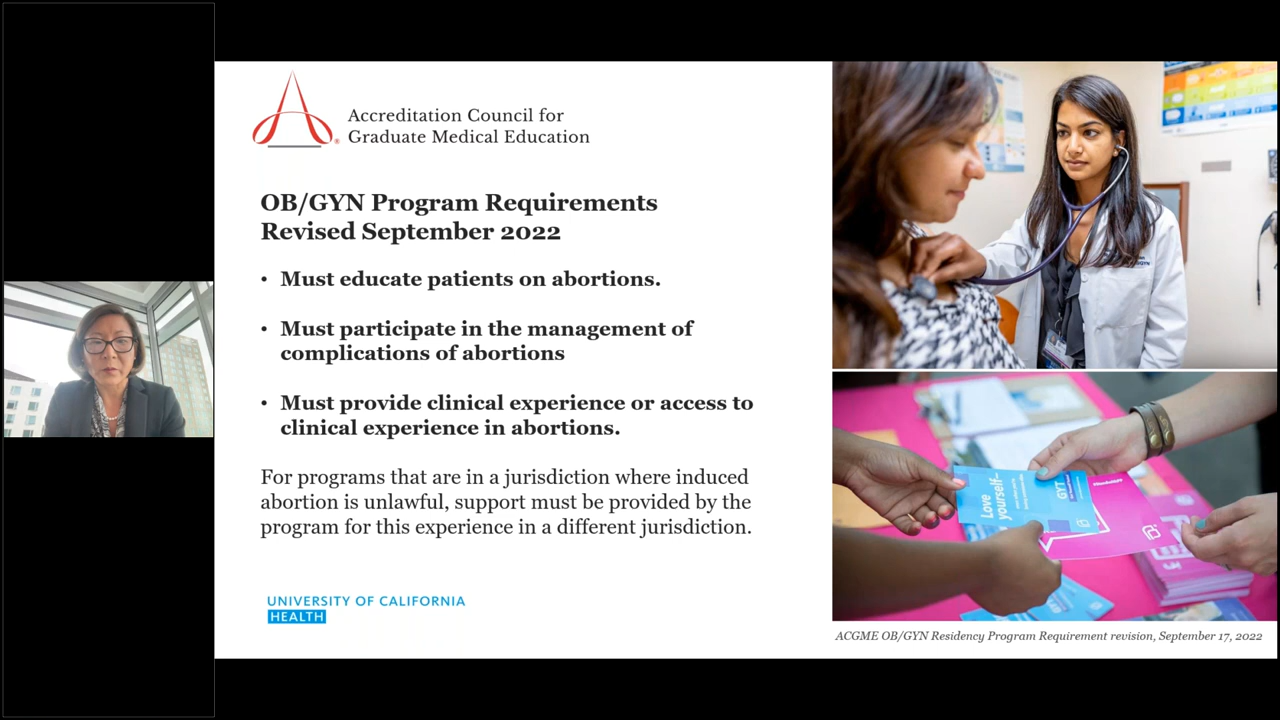 Accreditation Council for
Graduate Medical Education
OB/GYN Program Requirements
Revised September 2022
• Must educate patients on abortions.
• Must participate in the management of
complications of abortions
• Must provide clinical experience or access to
clinical experience in abortions.
For programs that are in a jurisdiction where induced
abortion is unlawful, support must be provided by the
program for this experience in a different jurisdiction.
UNIVERSITY OF CALIFORNIA
HEALTH
Love
yourself
GYT
ACGME OB/GYN Residency Program Requirement revision, September 17, 2022